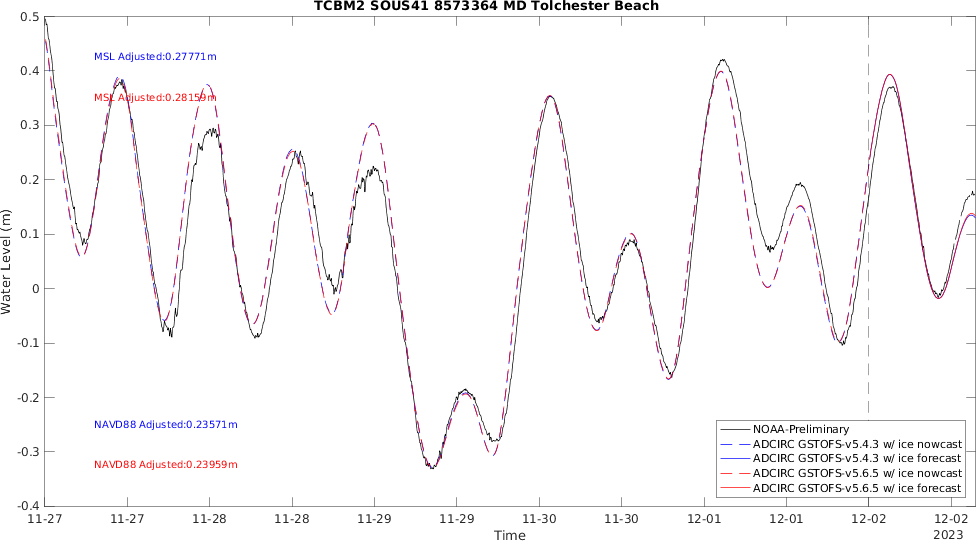 TCBM2 SOUS41 8573364 MD Tolchester Beach
0.5
MSL Adjusted:0.27771m
0.4
MSL Adjusted:0.28159m
0.3
0.2
0.1
Water Level (m)
0
-0.1
-0.2
NAVD88 Adjusted:0.23571m
-0.3
NAVD88 Adjusted:0.23959m
-0.4
NOAA-Preliminary
ADCIRC GSTOFS-v5.4.3 w/ ice nowcast
ADCIRC GSTOFS-v5.4.3 w/ ice forecast
ADCIRC GSTOFS-v5.6.5 w/ ice nowcast
ADCIRC GSTOFS-v5.6.5 w/ ice forecast
11-27 11-27 11-28 11-28 11-29 11-29 11-30 11-30 12-01 12-01 12-02 12-02
Time 2023